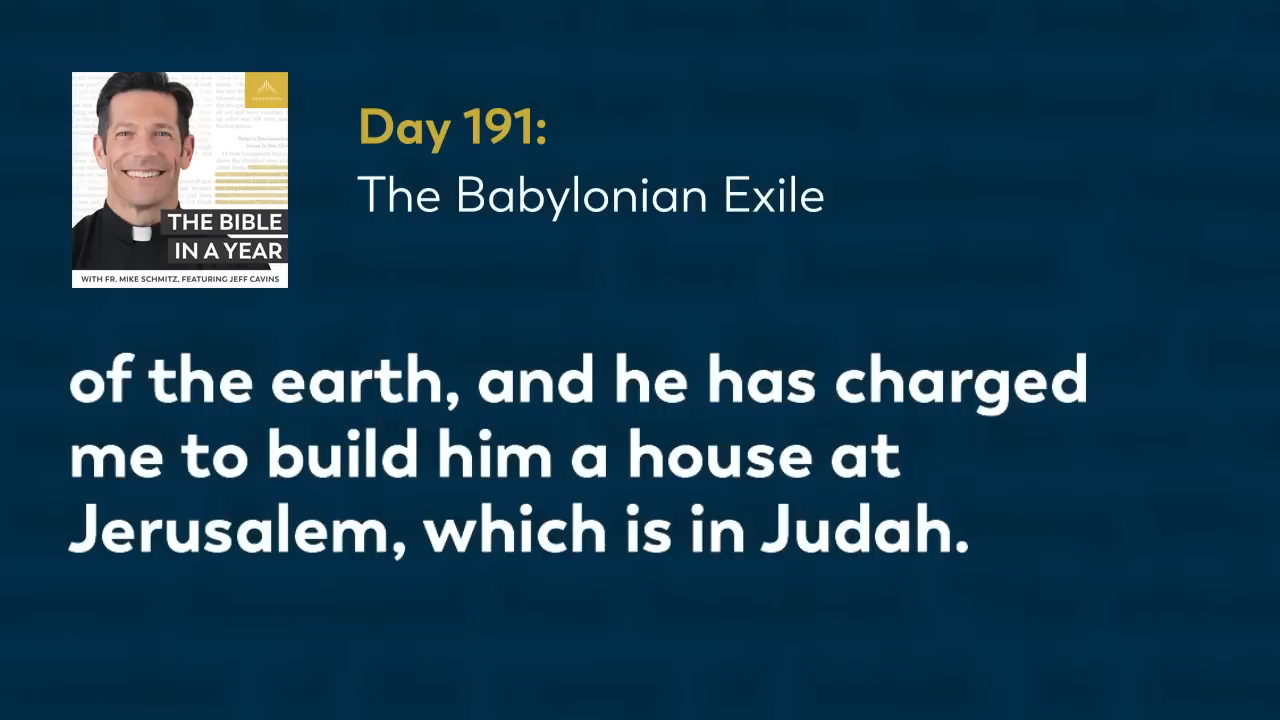 Day 191:
The Babylonian Exile
THE BIBLE
IN A YEAR
WITH FR. MIKE SCHMITZ, FEATURING JEFF CAVINS
of the earth, and he has charged
me to build him a house at
Jerusalem, which is in Judah.